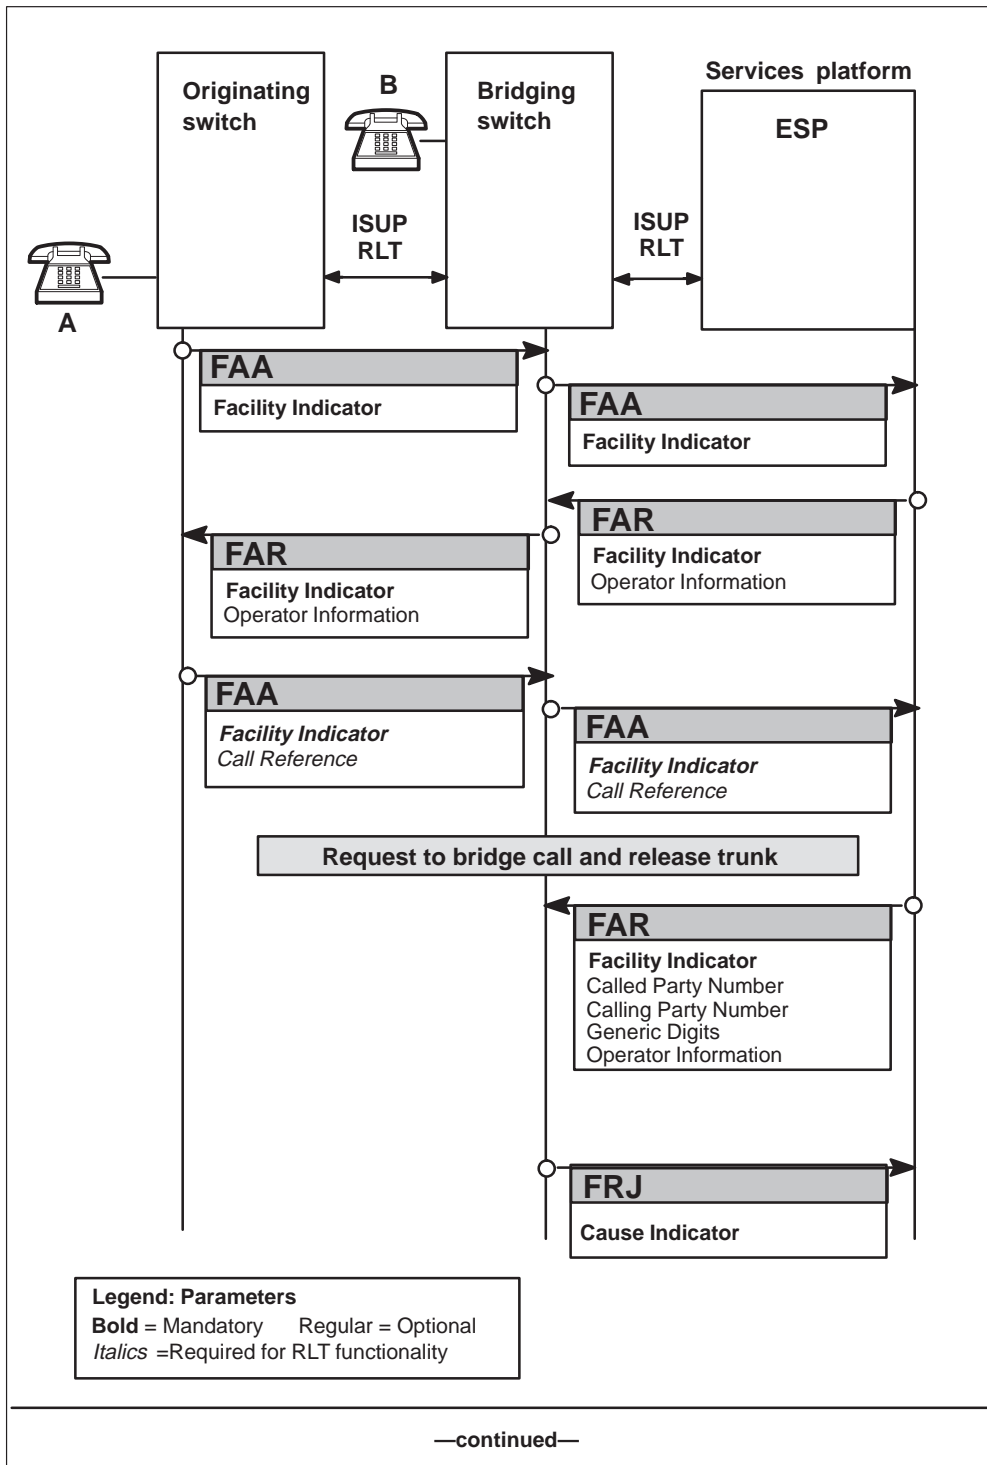 Services platform
Originating
switch
B
Bridging
switch
ESP
ISUP
RLT
ISUP
RLT
A
FAA
Facility Indicator
FAA
Facility Indicator
FAR
Facility Indicator
Operator Information
FAR
Facility Indicator
Operator Information
FAA
Facility Indicator
Call Reference
FAA
Facility Indicator
Call Reference
Request to bridge call and release trunk
FAR
Facility Indicator
Called Party Number
Calling Party Number
Generic Digits
Operator Information
FRJ
Cause Indicator
Legend: Parameters
Bold = Mandatory Regular = Optional
Italics =Required for RLT functionality
—continued—